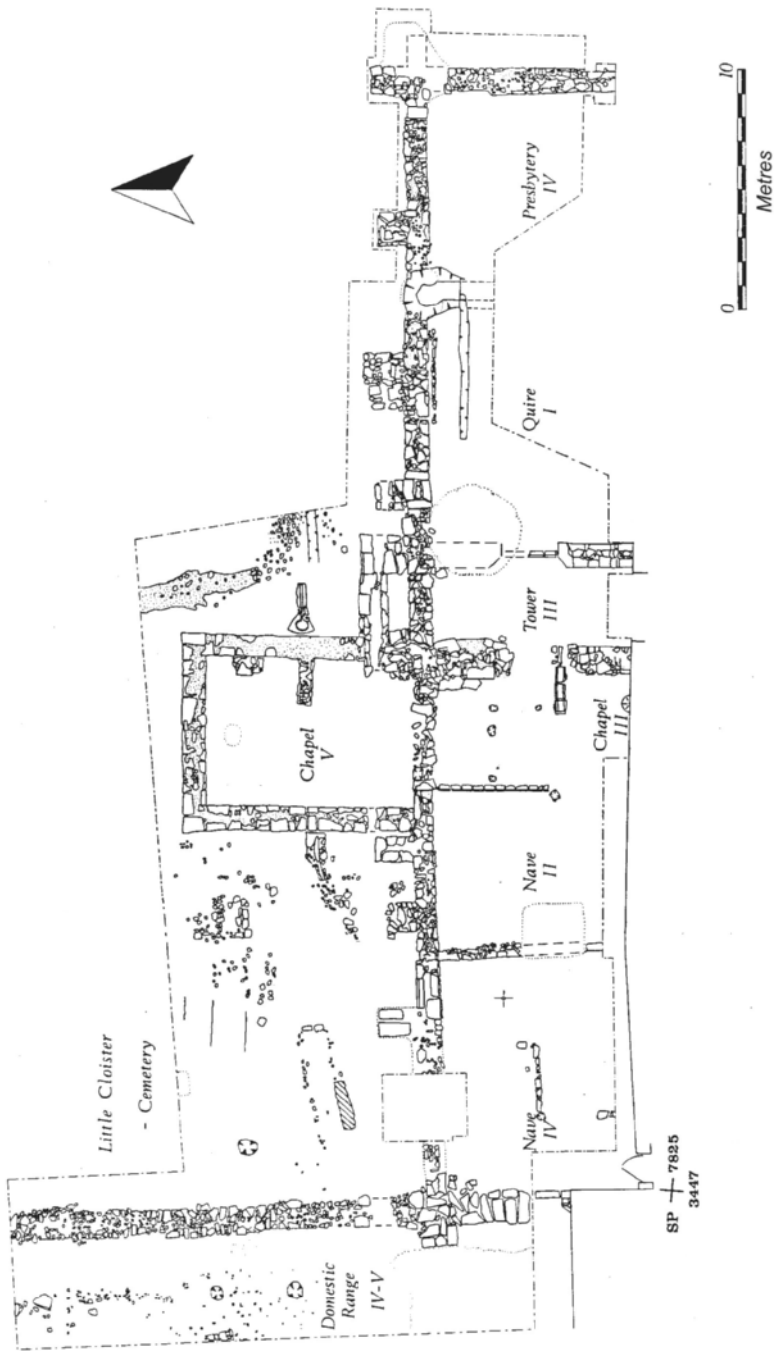 Little Cloister
- Cemetery
Domestic
Range
IV-V
Chapel
V
Nave
IV
Nave
II
Chapel
III
Tower
III
Quire
I
Presbytery
IV
SP 7825
3447
0 10
Metres